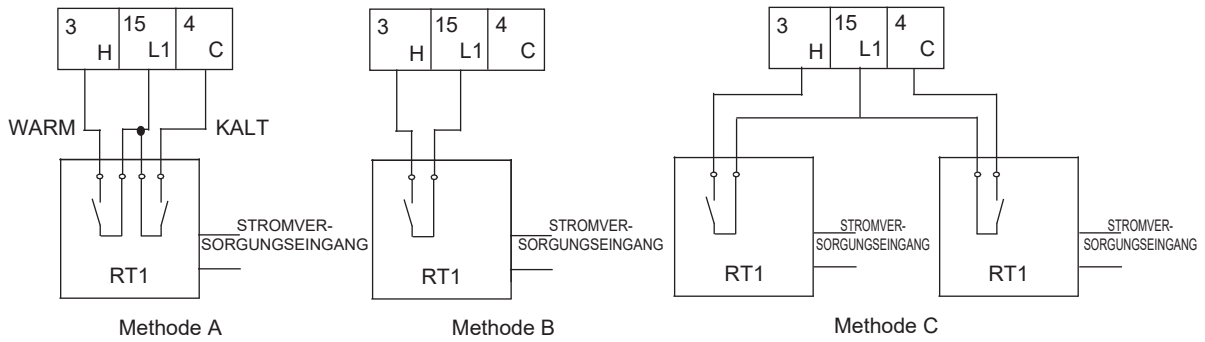 3 15 4
H L1 C
WARM KALT
STROMVER-
SORGUNGSEINGANG
RT1
Methode A
3 15 4
H L1 C
STROMVER-
SORGUNGSEINGANG
RT1
Methode B
3 15 4
H L1 C
STROMVER-
SORGUNGSEINGANG
RT1
STROMVER-
SORGUNGSEINGANG
RT1
Methode C